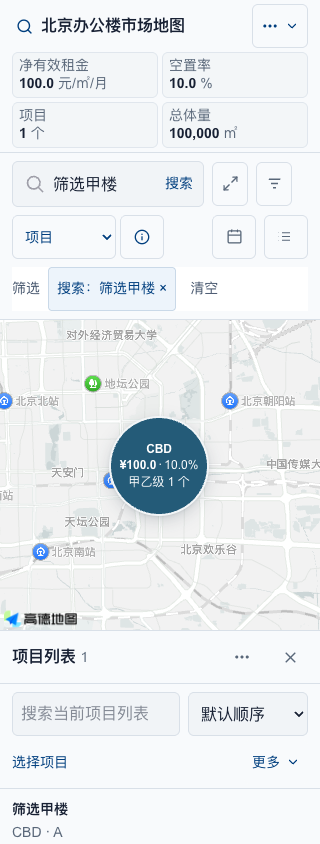 北京办公楼市场地图
净有效租金
100.0 元/㎡/月
空置率
10.0 %
项目
1 个
总体量
100,000 ㎡
筛选甲楼
搜索
项目
筛选
搜索：筛选甲楼 ×
清空
对外经济贸易大学
地坛公园
北京北站
北京朝阳站
CBD
¥100.0 · 10.0%
甲乙级 1 个
天安门
中国传媒大
站
天坛公园
北京南站
北京欢乐谷
高德地图
项目列表 1
搜索当前项目列表
默认顺序
选择项目
更多
筛选甲楼
CBD · A